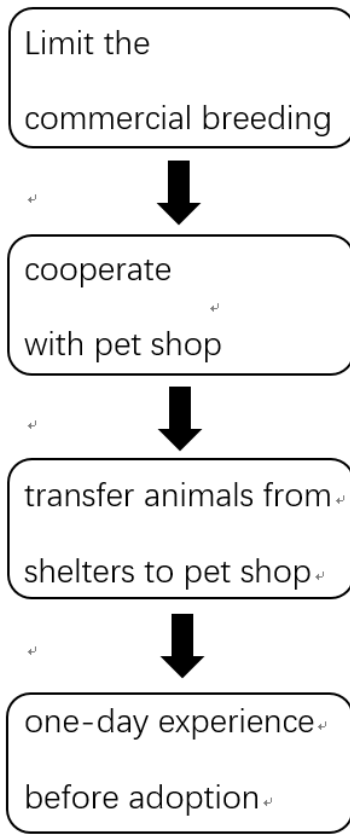 Limit the
commercial breeding
cooperate
with pet shop
transfer animals from
shelters to pet shop
one-day experience
before adoption